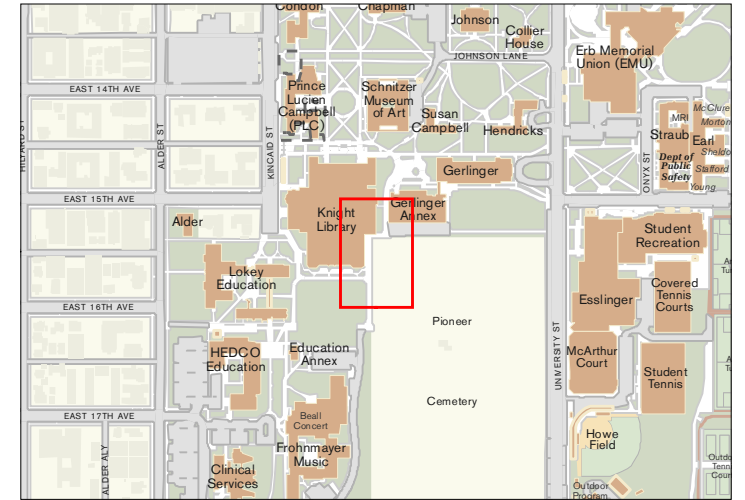 Condon
Chapman
Johnson
Collier
House
JOHNSON LANE
Erb Memorial
Union (EMU)
EAST 14TH AVE
Prince
Lucien
Campbell
(PLC)
Schnitzer
Museum
of Art
Susan
Campbell
Hendricks
McClure
MRI
Morton
Straub
Earl
Dept of
Public
Safety
Stafford
Young
HILYARD S
ALDER ST
KINCAID ST
ONYX ST
Gerlinger
EAST 15TH AVE
Alder
Knight
Library
Gerlinger
Annex
Student
Recreation
Lokey
Education
Esslinger
Covered
Tennis
Courts
EAST 16TH AVE
Pioneer
UNIVERSITY ST
HEDCO
Education
Education
Annex
McArthur
Court
Student
Tennis
Cemetery
EAST 17TH AVE
Beall
Concert
Frohnmayer
Music
Howe
Field
ALDER ALY
Clinical
Services
Outdoor
Program